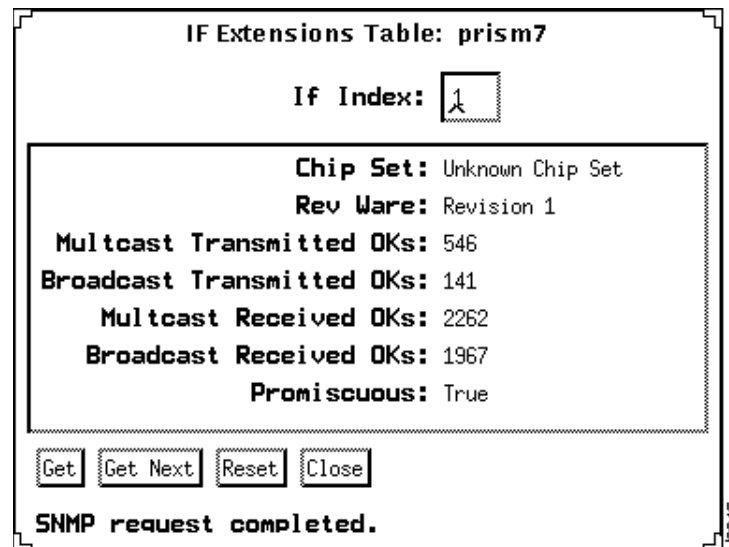 IF Extensions Table: prism7
If Index: 1
Chip Set: Unknown Chip Set
Rev Ware: Revision 1
Multcast Transmitted OKs: 546
Broadcast Transmitted OKs: 141
Multcast Received OKs: 2262
Broadcast Received OKs: 1967
Promiscuous: True
Get Get Next Reset Close
SNMP request completed.